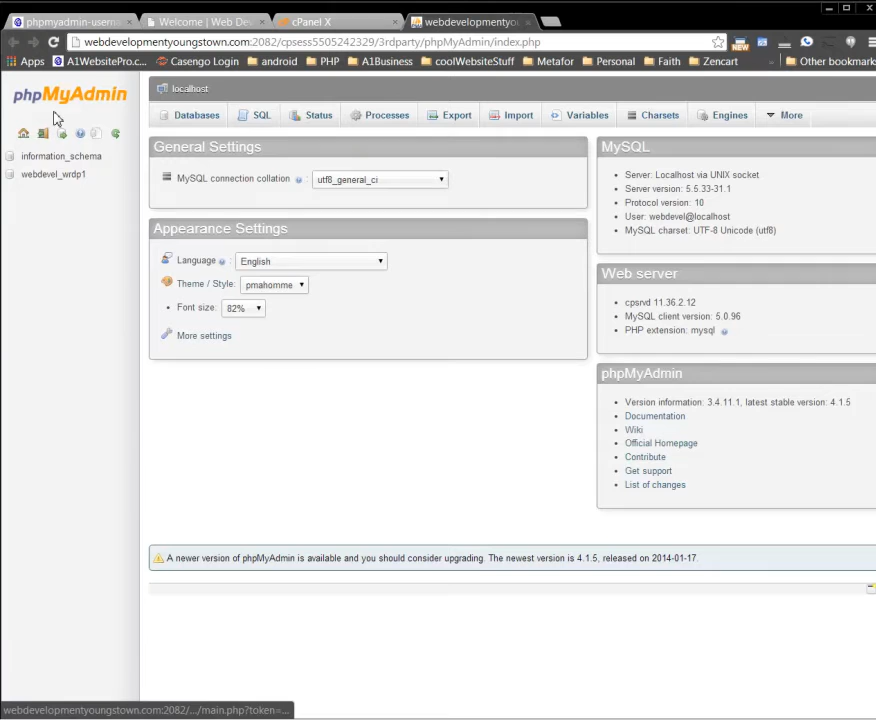 phpmyadmin-userna
Welcome | Web Dev
cPanel X
webdevelopmentyou
webdevelopmentyoungstown.com:2082/cpsess5505242329/3rdparty/phpMyAdmin/index.php
NEW
Apps
A1WebsitePro.c...
Casengo Login
android
PHP
A1Business
coolWebsiteStuff
Metafor
Personal
Faith
Zencart
»
Other bookmarks
phpMyAdmin
localhost
Databases
SQL
Status
Processes
Export
Import
Variables
Charsets
Engines
More
information_schema
webdevel_wrdp1
General Settings
MySQL connection collation :
utf8_general_ci
Appearance Settings
Language :
English
Theme / Style:
pmahomme
• Font size:
82%
More settings
MySQL
• Server: Localhost via UNIX socket
• Server version: 5.5.33-31.1
• Protocol version: 10
• User: webdevel@localhost
• MySQL charset: UTF-8 Unicode (utf8)
Web server
• cpsrvd 11.36.2.12
• MySQL client version: 5.0.96
• PHP extension: mysql
phpMyAdmin
• Version information: 3.4.11.1, latest stable version: 4.1.5
• Documentation
• Wiki
• Official Homepage
• Contribute
• Get support
• List of changes
A newer version of phpMyAdmin is available and you should consider upgrading. The newest version is 4.1.5, released on 2014-01-17.
webdevelopmentyoungstown.com:2082/.../main.php?token=...